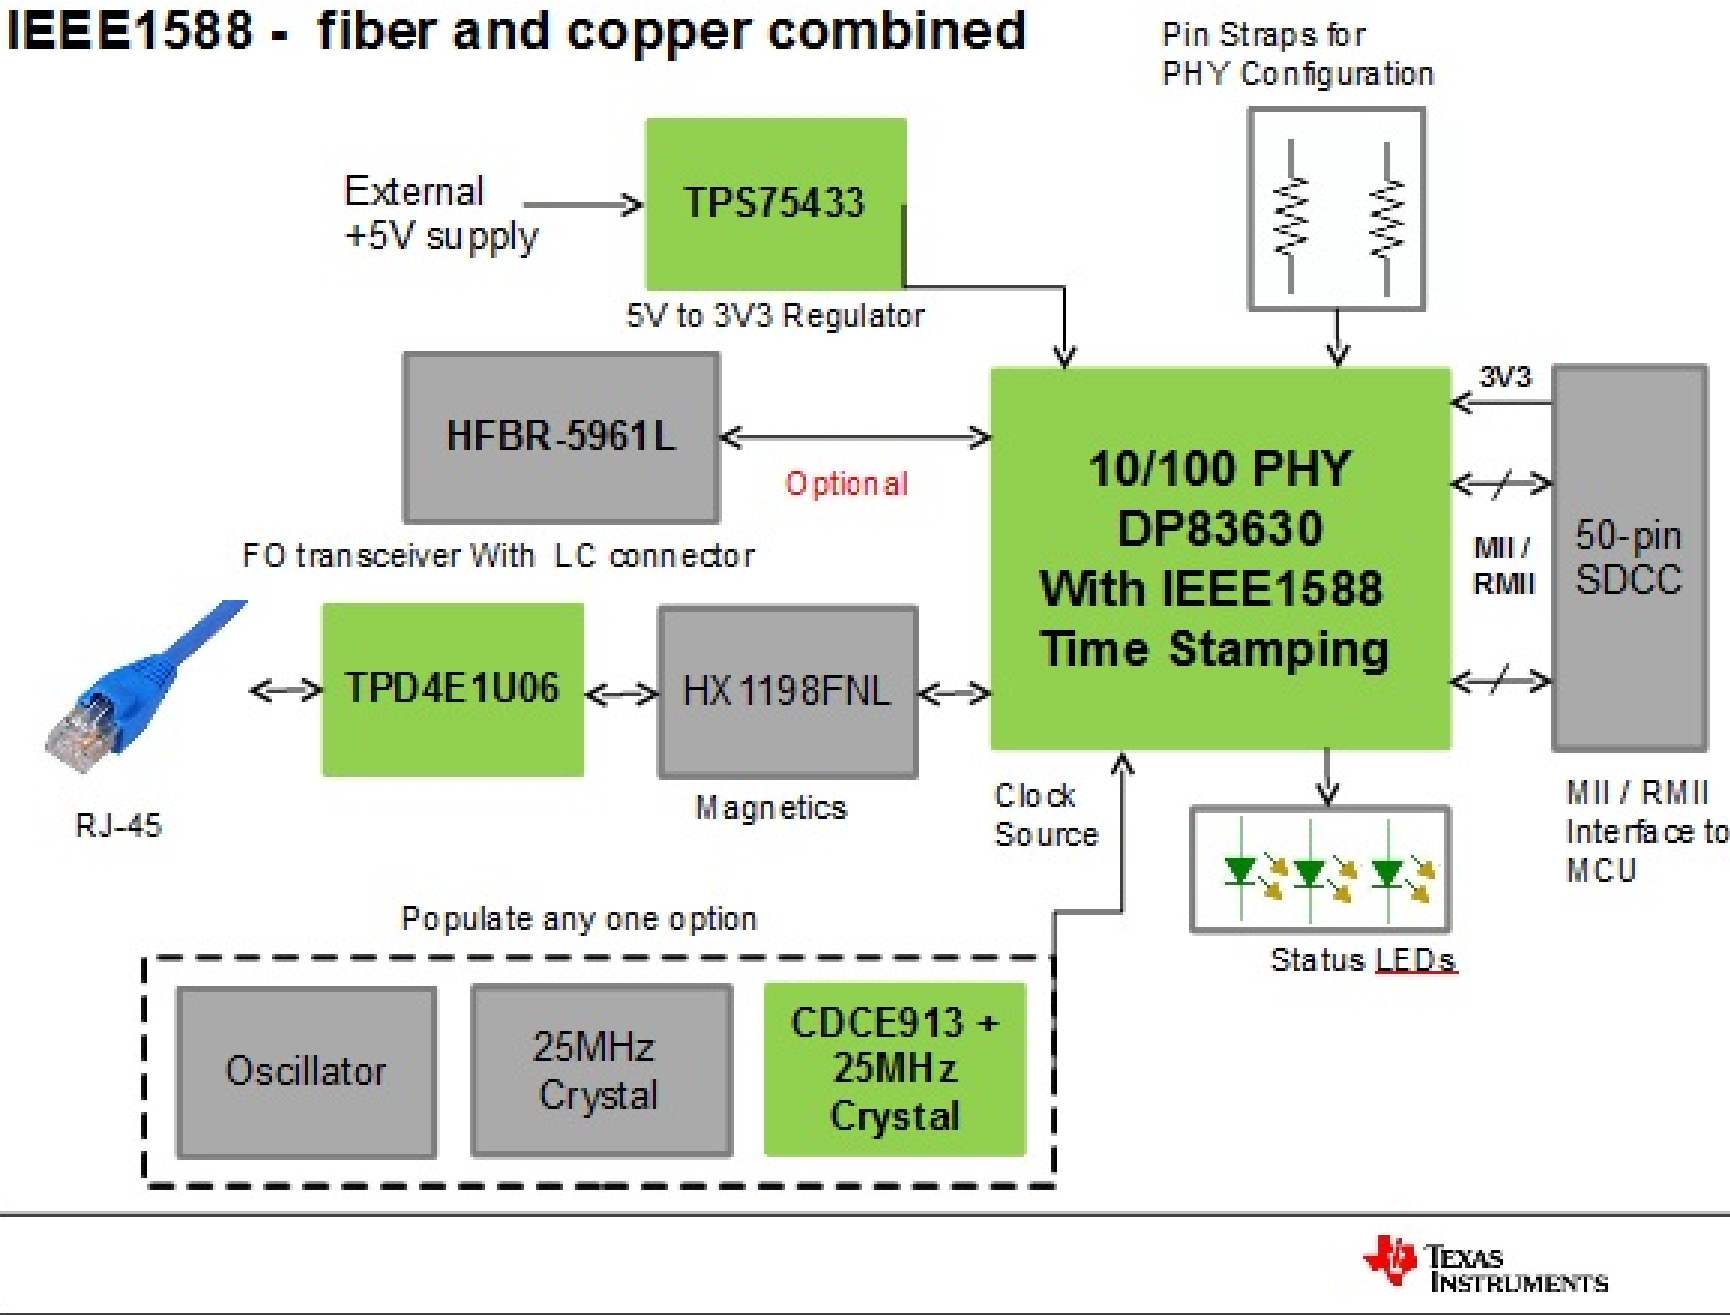 IEEE1588 - fiber and copper combined
Pin Straps for
PHY Configuration
External
+5V supply
TPS75433
5V to 3V3 Regulator
HFBR-5961L
Optional
FO transceiver With LC connector
10/100 PHY
DP83630
With IEEE1588
Time Stamping
3V3
MII /
RMII
50-pin
SDCC
MII / RMII
Interface to
MCU
RJ-45
TPD4E1U06
HX1198FNL
Magnetics
Clock
Source
Status LEDs
Populate any one option
Oscillator
25MHz
Crystal
CDCE913 +
25MHz
Crystal
TEXAS
INSTRUMENTS